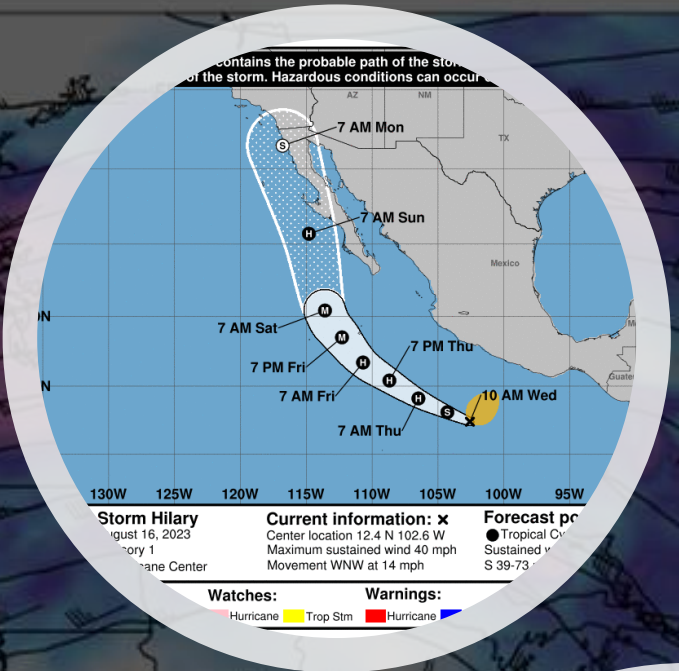 contains the probable path of the
of the storm. Hazardous conditions can occur
AZ
NM
7 AM Mon
S
TX
7 AM Sun
H
Mexico
M
7 AM Sat
M
7 PM Thu
7 PM Fri
H
H
7 AM Fri
H
10 AM Wed
S
7 AM Thu
N
N
130W 125W 120W 115W 110W 105W 100W 95W
Storm Hilary
16, 2023
1
Center
Current information: x
Center location 12.4 N 102.6 W
Maximum sustained wind 40 mph
Movement WNW at 14 mph
Forecast
Tropical
Sustained
S 39-73
Watches:
Hurricane Trop Stm
Warnings:
Hurricane